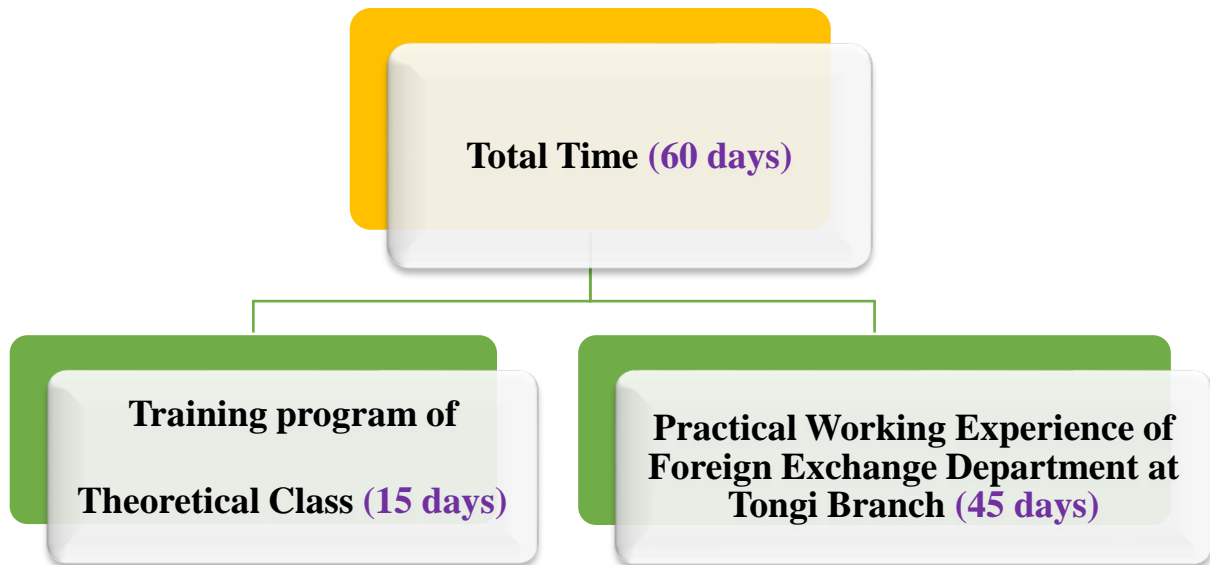 Total Time (60 days)
Training program of
Theoretical Class (15 days)
Practical Working Experience of
Foreign Exchange Department at
Tongi Branch (45 days)